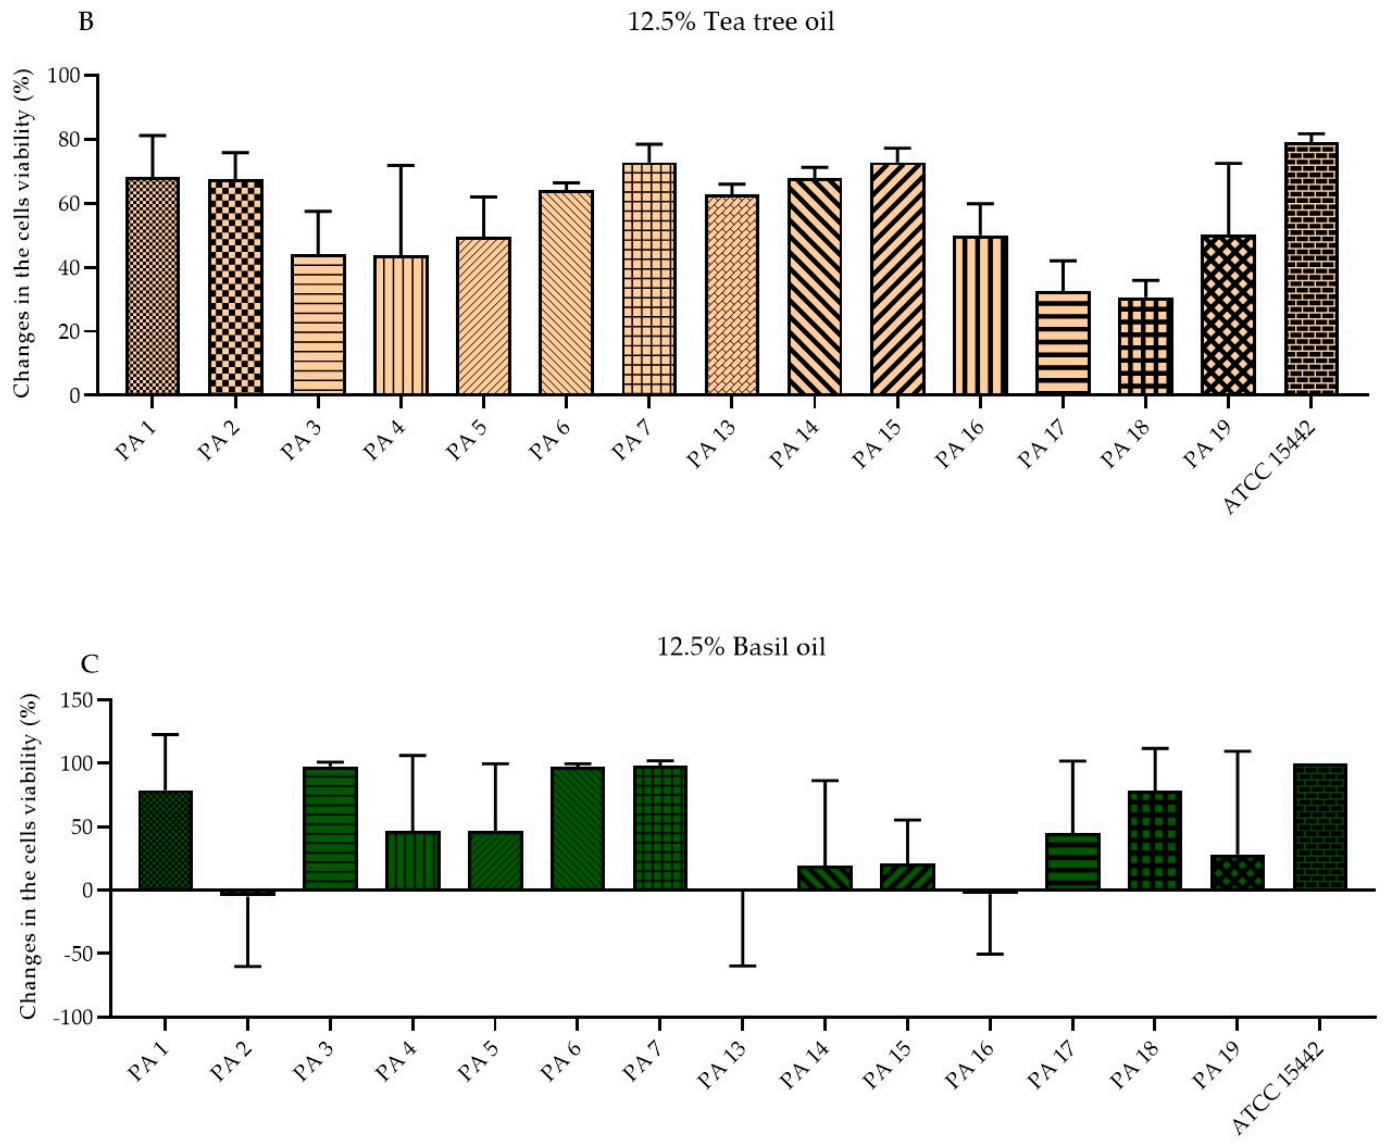 B
12.5% Tea tree oil
Changes in the cells viability (%)
100
80
60
40
20
0
PA 1
PA 2
PA 3
PA 4
PA 5
PA 6
PA 7
PA 13
PA 14
PA 15
PA 16
PA 17
PA 18
PA 19
ATCC 15442
12.5% Basil oil
C
Changes in the cells viability (%)
150
100
50
0
-50
-100
PA 1
PA 2
PA 3
PA 4
PA 5
PA 6
PA 7
PA 13
PA 14
PA 15
PA 16
PA 17
PA 18
PA 19
ATCC 15442